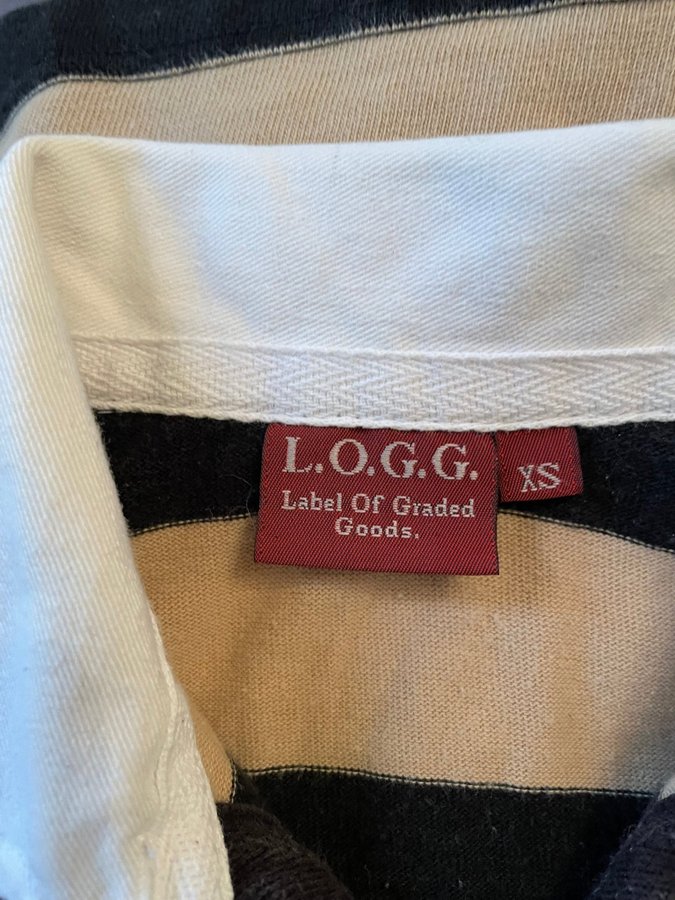 L.O.G.G.
XS
Label Of Graded
Goods.